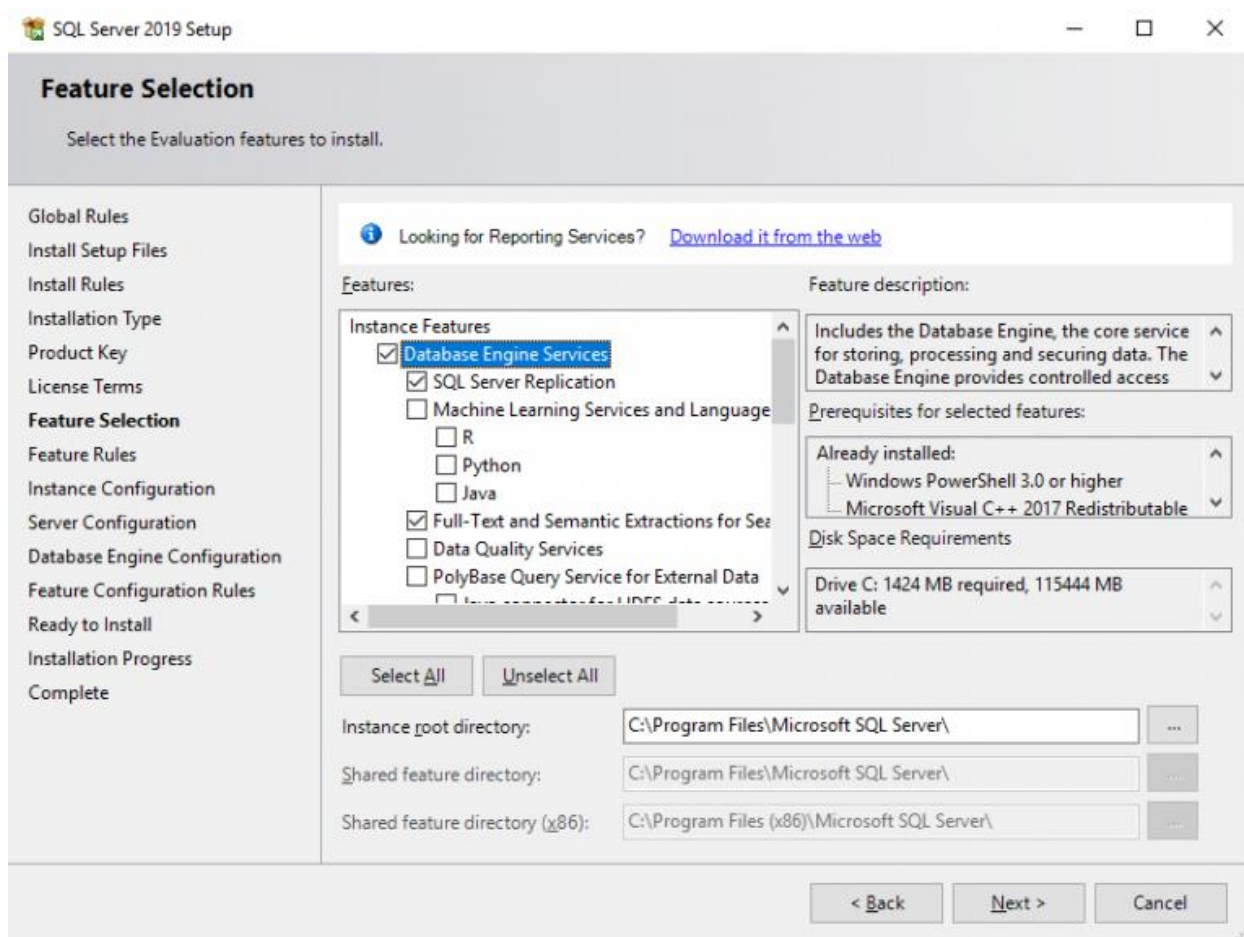 SQL Server 2019 Setup
Feature Selection
Select the Evaluation features to install.
Global Rules
Install Setup Files
Install Rules
Installation Type
Product Key
License Terms
Feature Selection
Feature Rules
Instance Configuration
Server Configuration
Database Engine Configuration
Feature Configuration Rules
Ready to Install
Installation Progress
Complete
Looking for Reporting Services? Download it from the web
Features:
Instance Features
Database Engine Services
SQL Server Replication
Machine Learning Services and Language
R
Python
Java
Full-Text and Semantic Extractions for Sea
Data Quality Services
PolyBase Query Service for External Data
Java connector for HDFS data sources
Feature description:
Includes the Database Engine, the core service
for storing, processing and securing data. The
Database Engine provides controlled access
Prerequisites for selected features:
Already installed:
Windows PowerShell 3.0 or higher
Microsoft Visual C++ 2017 Redistributable
Disk Space Requirements
Drive C: 1424 MB required, 115444 MB
available
Select All
Unselect All
Instance root directory:
C:\Program Files\Microsoft SQL Server\
...
Shared feature directory:
C:\Program Files\Microsoft SQL Server\
...
Shared feature directory (x86):
C:\Program Files (x86)\Microsoft SQL Server\
...
< Back
Next >
Cancel